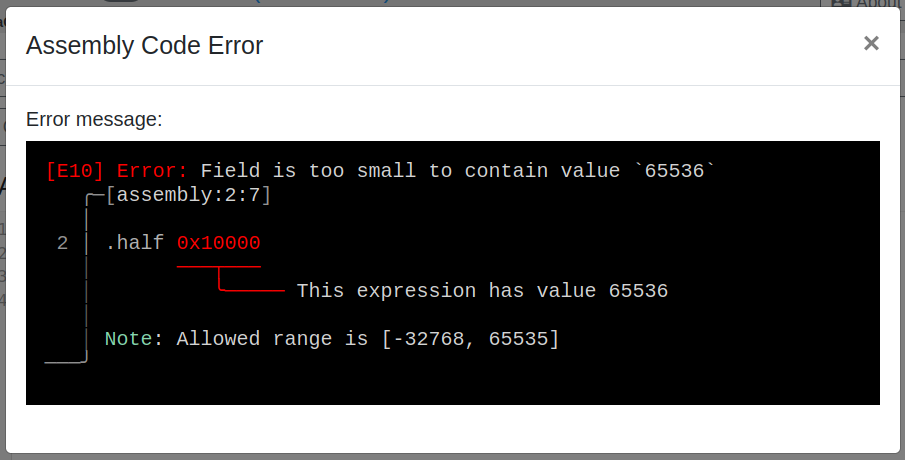 About
Assembly Code Error
×
Error message:
[E10] Error: Field is too small to contain value `65536`
[assembly:2:7]
2 | .half 0x10000
This expression has value 65536
Note: Allowed range is [-32768, 65535]